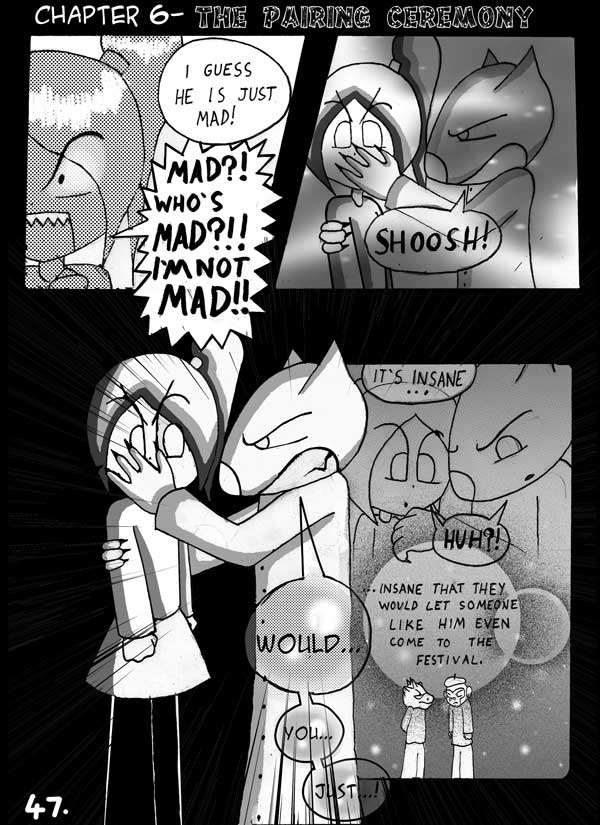 CHAPTER 6- THE PAIRING CEREMONY
I GUESS
HE IS JUST
MAD!
MAD?!
WHO'S
MAD?!!
I'M NOT
MAD!!
SHOOSH!
WOULD...
YOU...
JUST...!
IT'S INSANE
...
HUH?!
...INSANE THAT THEY
WOULD LET SOMEONE
LIKE HIM EVEN
COME TO THE
FESTIVAL.
47.